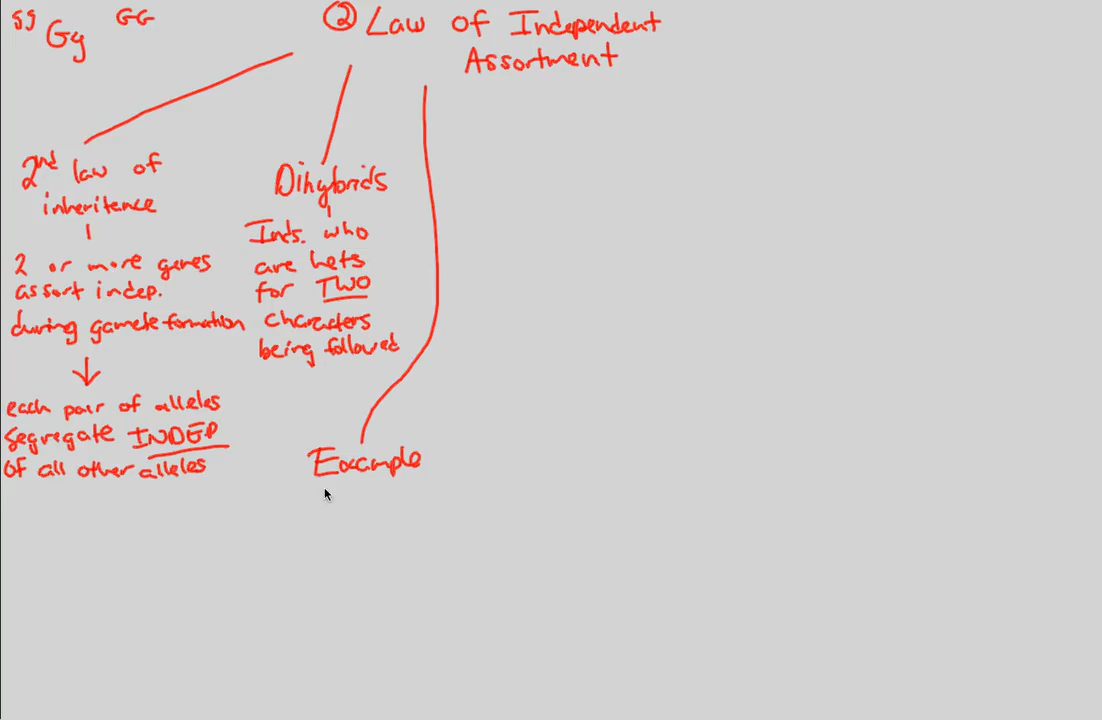 gg Gg GG
② Law of Independent
Assortment
2nd law of
inheritence
2 or more genes
assort indep.
during gamete formation
each pair of alleles
segregate INDEP
of all other alleles
Dihybrids
Inds. who
are hets
for TWO
characters
being followed
Example